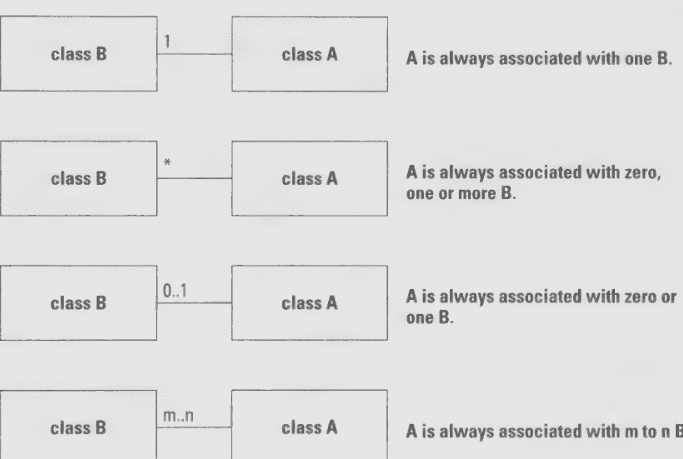 class B 1 class A A is always associated with one B.
class B * class A A is always associated with zero,
one or more B.
class B 0..1 class A A is always associated with zero or
one B.
class B m..n class A A is always associated with m to n B